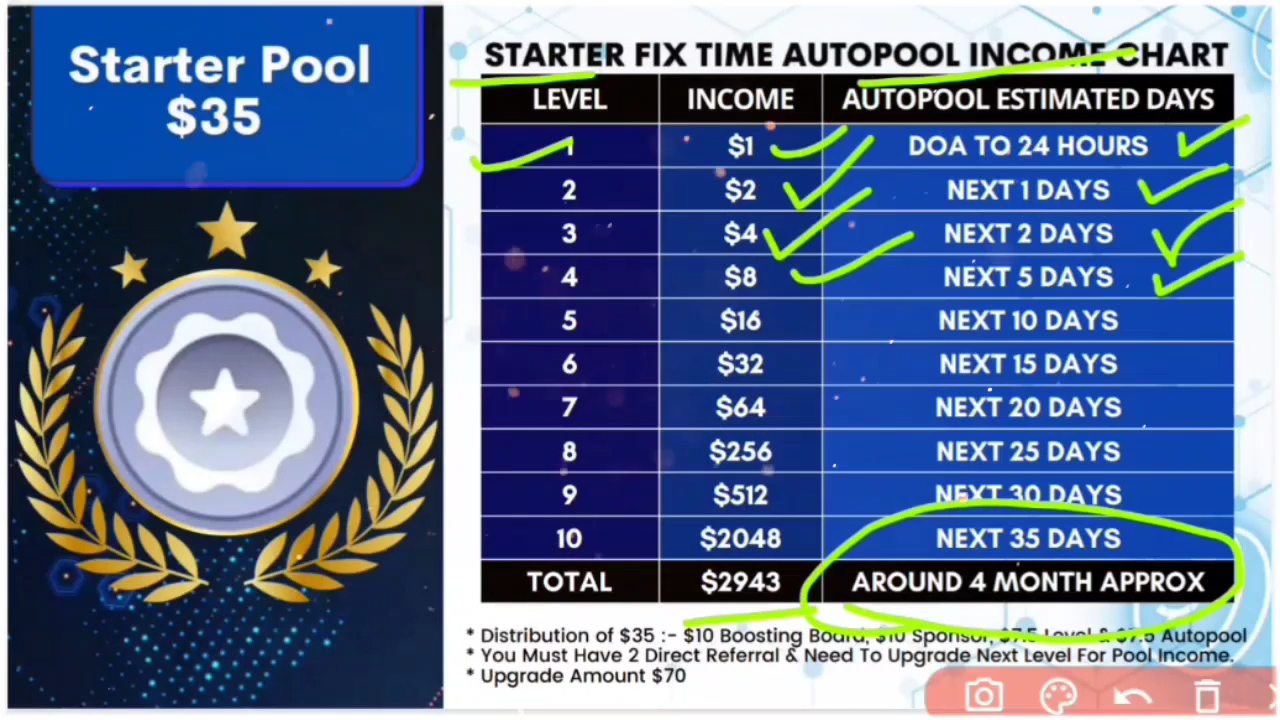 Starter Pool
$35
STARTER FIX TIME AUTOPOOL INCOME CHART
LEVEL INCOME AUTOPOOL ESTIMATED DAYS
1 $1 DOA TO 24 HOURS
2 $2 NEXT 1 DAYS
3 $4 NEXT 2 DAYS
4 $8 NEXT 5 DAYS
5 $16 NEXT 10 DAYS
6 $32 NEXT 15 DAYS
7 $64 NEXT 20 DAYS
8 $256 NEXT 25 DAYS
9 $512 NEXT 30 DAYS
10 $2048 NEXT 35 DAYS
TOTAL $2943 AROUND 4 MONTH APPROX
* Distribution of $35 :- $10 Boosting Board, $10 Sponsor, $7.5 Level & $7.5 Autopool
* You Must Have 2 Direct Referral & Need To Upgrade Next Level For Pool Income.
* Upgrade Amount $70